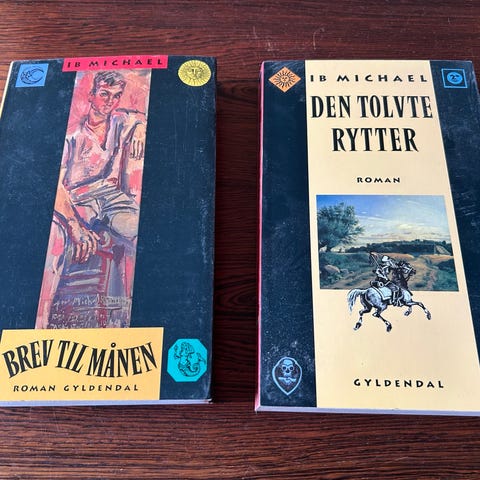 IB MICHAEL
BREV TIL MÅNEN
ROMAN GYLDENDAL
IB MICHAEL
DEN TOLVTE
RYTTER
ROMAN
GYLDENDAL